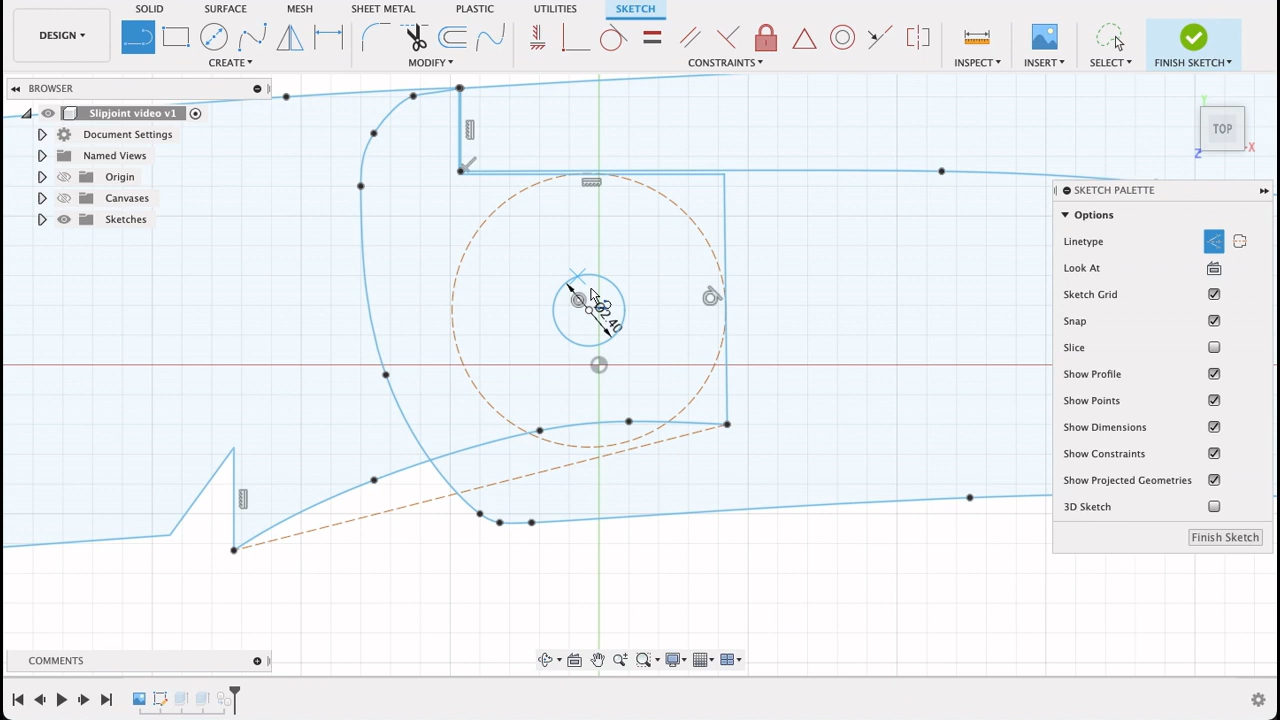 SOLID SURFACE MESH SHEET METAL PLASTIC UTILITIES SKETCH
DESIGN
CREATE MODIFY CONSTRAINTS INSPECT INSERT SELECT FINISH SKETCH
BROWSER
Slipjoint video v1
Document Settings
Named Views
Origin
Canvases
Sketches
TOP
Y
X
Z
SKETCH PALETTE
Options
Linetype
Look At
Sketch Grid
Snap
Slice
Show Profile
Show Points
Show Dimensions
Show Constraints
Show Projected Geometries
3D Sketch
Finish Sketch
Ø2.40
COMMENTS